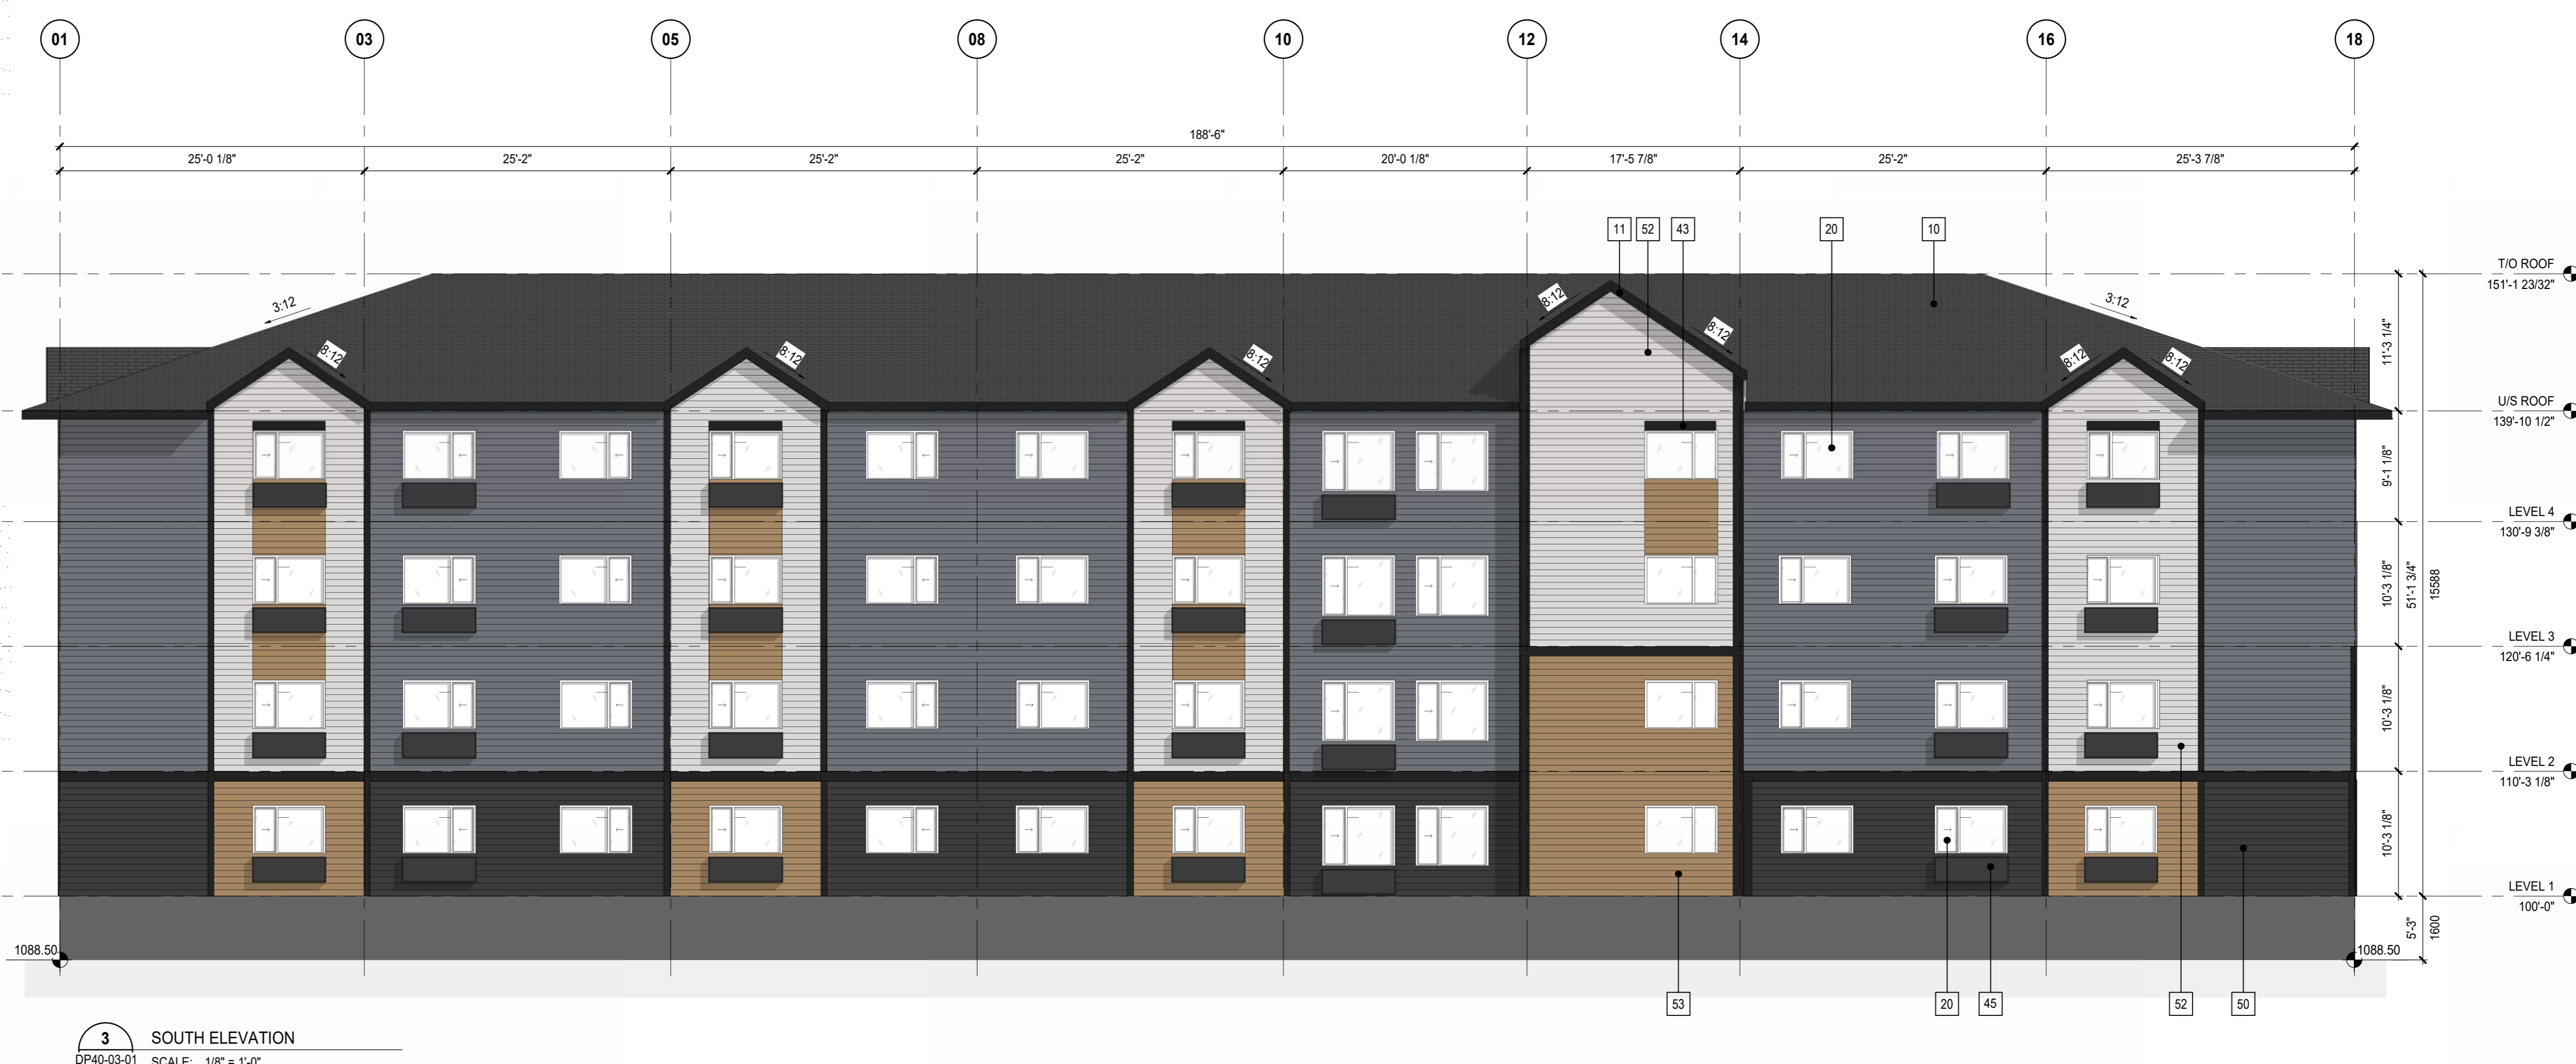 01 03 05 08 10 12 14 16 18
188'-6"
25'-0 1/8" 25'-2" 25'-2" 25'-2" 20'-0 1/8" 17'-5 7/8" 25'-2" 25'-3 7/8"
11 52 43 20 10
T/O ROOF
151'-1 23/32"
3:12 8:12 8:12 3:12
8:12 8:12 8:12 8:12 8:12
11'-3 1/4"
U/S ROOF
139'-10 1/2"
9'-1 1/8"
LEVEL 4
130'-9 3/8"
10'-3 1/8" 51'-1 3/4" 15588
LEVEL 3
120'-6 1/4"
10'-3 1/8"
LEVEL 2
110'-3 1/8"
10'-3 1/8"
LEVEL 1
100'-0"
5'-3" 1600
1088.50 1088.50
53 20 45 52 50
3 SOUTH ELEVATION
DP40-03-01 SCALE: 1/8" = 1'-0"